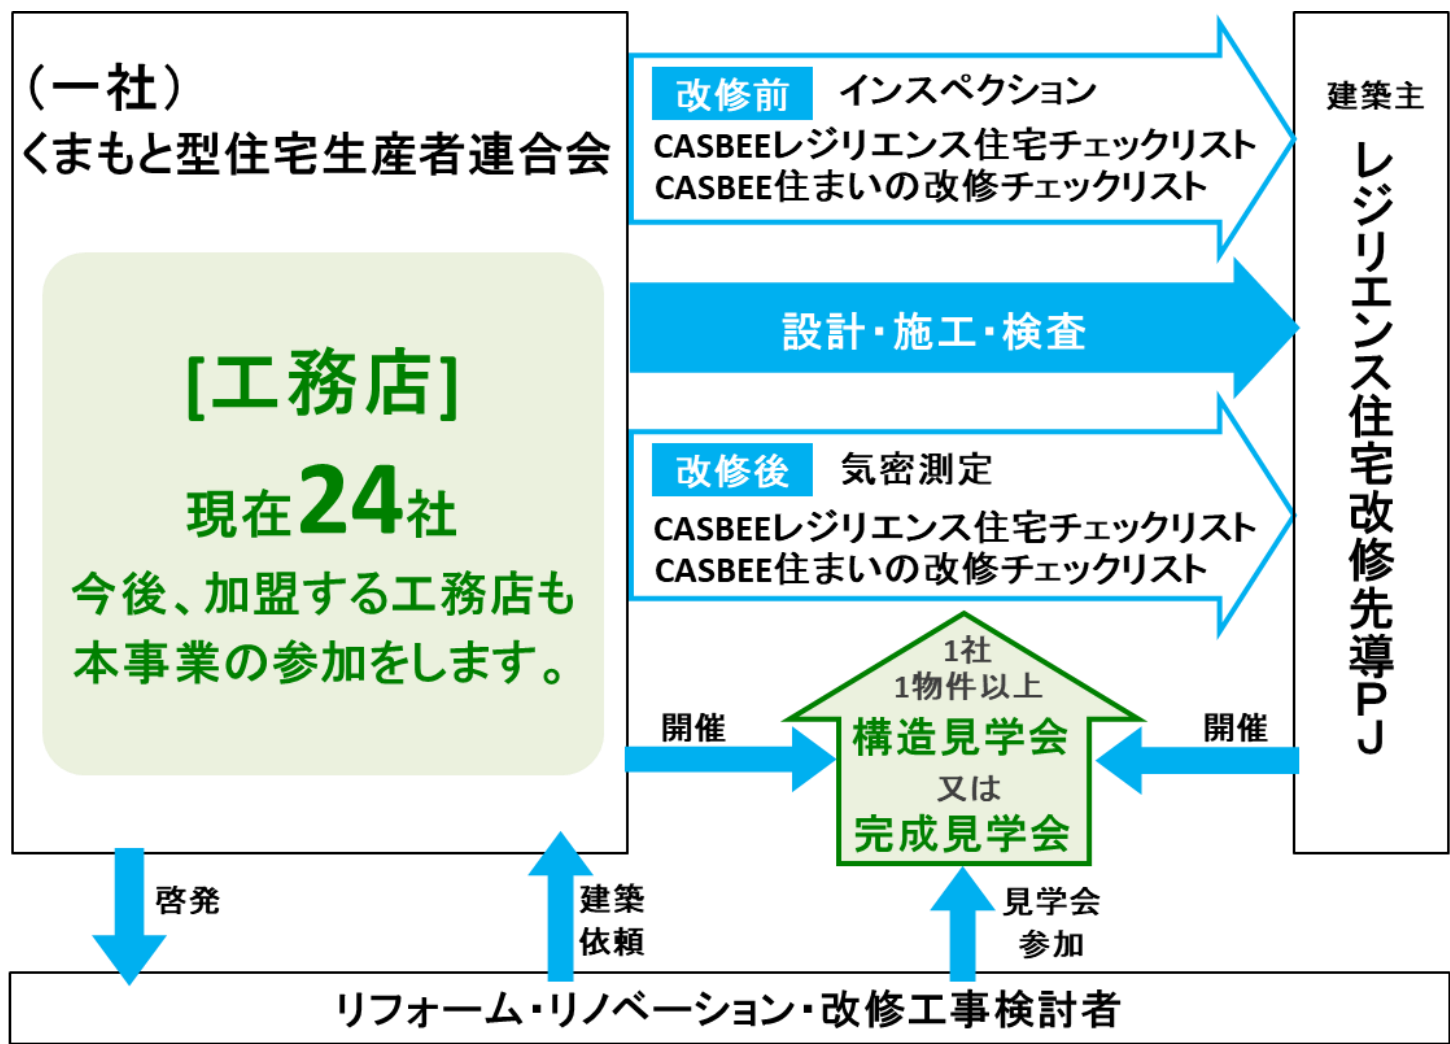 （一社）
くまもと型住宅生産者連合会
[工務店]
現在24社
今後、加盟する工務店も
本事業の参加をします。
改修前 インスペクション
CASBEEレジリエンス住宅チェックリスト
CASBEE住まいの改修チェックリスト
設計・施工・検査
改修後 気密測定
CASBEEレジリエンス住宅チェックリスト
CASBEE住まいの改修チェックリスト
建築主
レジリエンス住宅改修先導PJ
1社
1物件以上
構造見学会
又は
完成見学会
開催
開催
啓発
建築
依頼
見学会
参加
リフォーム・リノベーション・改修工事検討者